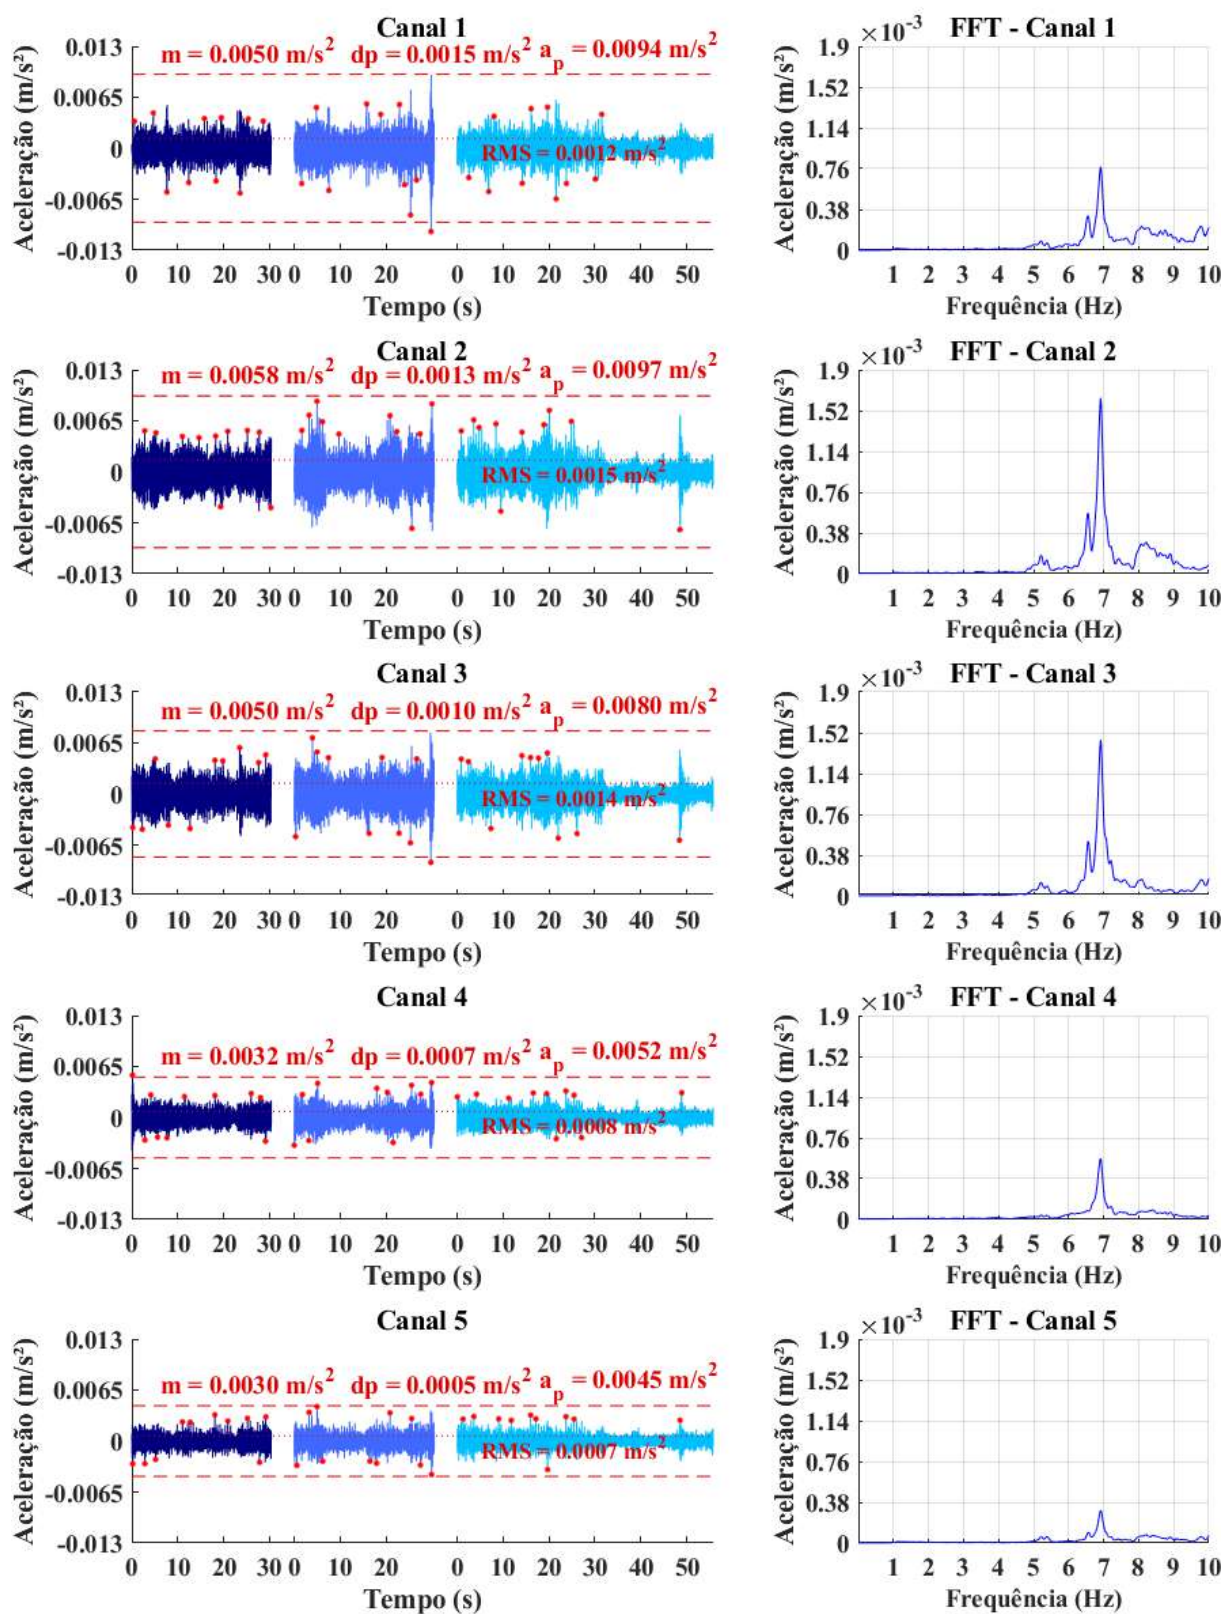 Canal 1
m = 0.0050 m/s² dp = 0.0015 m/s² a_p = 0.0094 m/s²
RMS = 0.0012 m/s²
Aceleração (m/s²)
0.013
0.0065
0
-0.0065
-0.013
0 10 20 30 0 10 20 0 10 20 30 40 50
Tempo (s)
×10⁻³ FFT - Canal 1
Aceleração (m/s²)
1.9
1.52
1.14
0.76
0.38
0
1 2 3 4 5 6 7 8 9 10
Frequência (Hz)
Canal 2
m = 0.0058 m/s² dp = 0.0013 m/s² a_p = 0.0097 m/s²
RMS = 0.0015 m/s²
Aceleração (m/s²)
0.013
0.0065
0
-0.0065
-0.013
0 10 20 30 0 10 20 0 10 20 30 40 50
Tempo (s)
×10⁻³ FFT - Canal 2
Aceleração (m/s²)
1.9
1.52
1.14
0.76
0.38
0
1 2 3 4 5 6 7 8 9 10
Frequência (Hz)
Canal 3
m = 0.0050 m/s² dp = 0.0010 m/s² a_p = 0.0080 m/s²
RMS = 0.0014 m/s²
Aceleração (m/s²)
0.013
0.0065
0
-0.0065
-0.013
0 10 20 30 0 10 20 0 10 20 30 40 50
Tempo (s)
×10⁻³ FFT - Canal 3
Aceleração (m/s²)
1.9
1.52
1.14
0.76
0.38
0
1 2 3 4 5 6 7 8 9 10
Frequência (Hz)
Canal 4
m = 0.0032 m/s² dp = 0.0007 m/s² a_p = 0.0052 m/s²
RMS = 0.0008 m/s²
Aceleração (m/s²)
0.013
0.0065
0
-0.0065
-0.013
0 10 20 30 0 10 20 0 10 20 30 40 50
Tempo (s)
×10⁻³ FFT - Canal 4
Aceleração (m/s²)
1.9
1.52
1.14
0.76
0.38
0
1 2 3 4 5 6 7 8 9 10
Frequência (Hz)
Canal 5
m = 0.0030 m/s² dp = 0.0005 m/s² a_p = 0.0045 m/s²
RMS = 0.0007 m/s²
Aceleração (m/s²)
0.013
0.0065
0
-0.0065
-0.013
0 10 20 30 0 10 20 0 10 20 30 40 50
Tempo (s)
×10⁻³ FFT - Canal 5
Aceleração (m/s²)
1.9
1.52
1.14
0.76
0.38
0
1 2 3 4 5 6 7 8 9 10
Frequência (Hz)